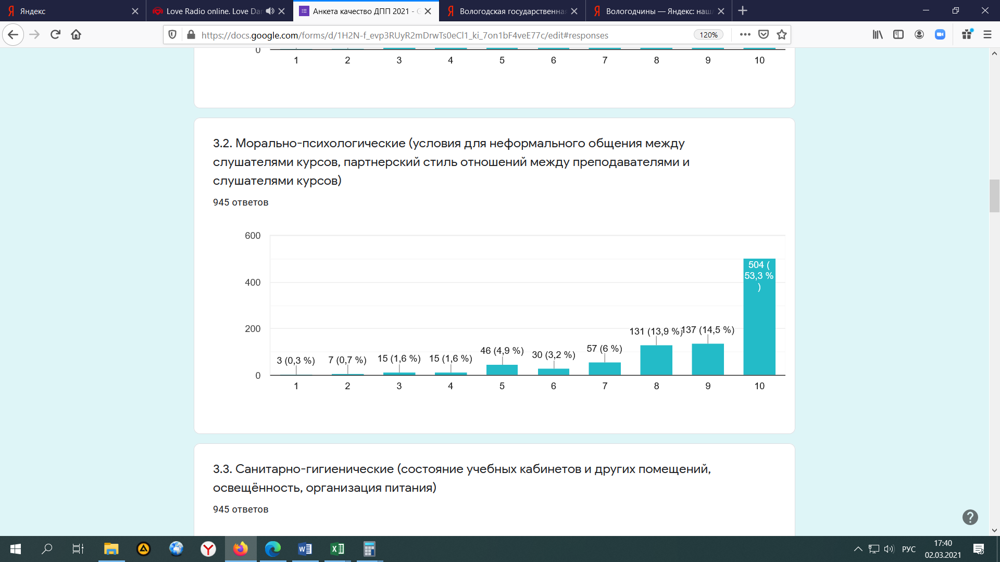 Яндекс
Love Radio online. Love Dan
Анкета качество ДПП 2021 - G
Вологодская государственная
Вологодчины — Яндекс: наш
https://docs.google.com/forms/d/1H2N-f_evp3RUyR2mDrwTs0eCl1_ki_7on1bF4veE77c/edit#responses
120%
0
1 2 3 4 5 6 7 8 9 10
3.2. Морально-психологические (условия для неформального общения между
слушателями курсов, партнерский стиль отношений между преподавателями и
слушателями курсов)
945 ответов
600
400
200
0
3 (0,3 %)
7 (0,7 %)
15 (1,6 %)
15 (1,6 %)
46 (4,9 %)
30 (3,2 %)
57 (6 %)
131 (13,9 %)
137 (14,5 %)
504 (
53,3 %
)
1 2 3 4 5 6 7 8 9 10
3.3. Санитарно-гигиенические (состояние учебных кабинетов и других помещений,
освещённость, организация питания)
945 ответов
РУС
17:40
02.03.2021